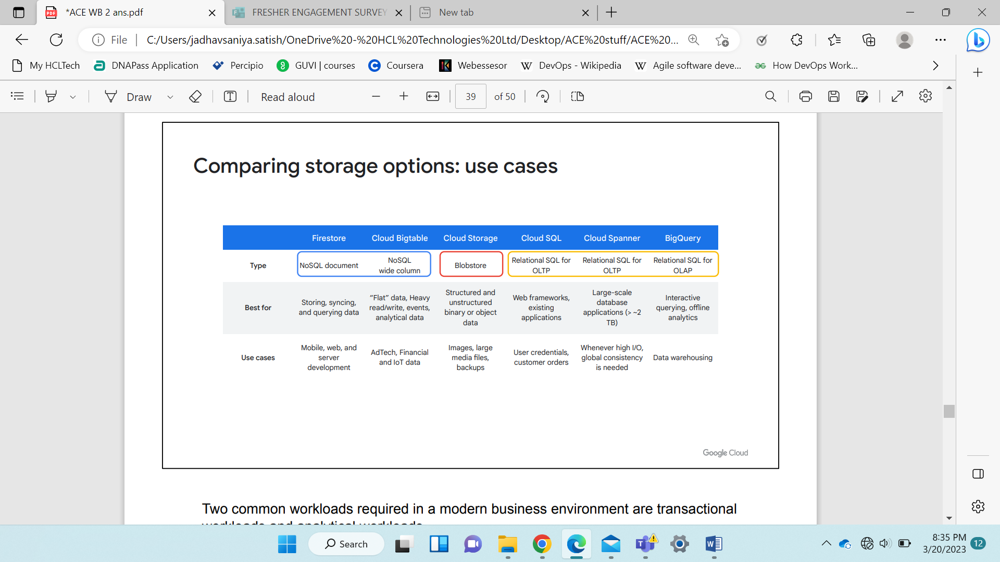 *ACE WB 2 ans.pdf
FRESHER ENGAGEMENT SURVEY
New tab
File
C:/Users/jadhavsaniya.satish/OneDrive%20-%20HCL%20Technologies%20Ltd/Desktop/ACE%20stuff/ACE%20...
My HCLTech
DNAPass Application
Percipio
GUVI | courses
Coursera
Webessesor
DevOps - Wikipedia
Agile software deve...
How DevOps Work...
Draw
Read aloud
39
of 50
Comparing storage options: use cases
Firestore
Cloud Bigtable
Cloud Storage
Cloud SQL
Cloud Spanner
BigQuery
Type
NoSQL document
NoSQL
wide column
Blobstore
Relational SQL for
OLTP
Relational SQL for
OLTP
Relational SQL for
OLAP
Best for
Storing, syncing,
and querying data
“Flat” data, Heavy
read/write, events,
analytical data
Structured and
unstructured
binary or object
data
Web frameworks,
existing
applications
Large-scale
database
applications (> ~2
TB)
Interactive
querying, offline
analytics
Use cases
Mobile, web, and
server
development
AdTech, Financial
and IoT data
Images, large
media files,
backups
User credentials,
customer orders
Whenever high I/O,
global consistency
is needed
Data warehousing
Google Cloud
Two common workloads required in a modern business environment are transactional
workloads and analytical workloads
Search
8:35 PM
3/20/2023
12